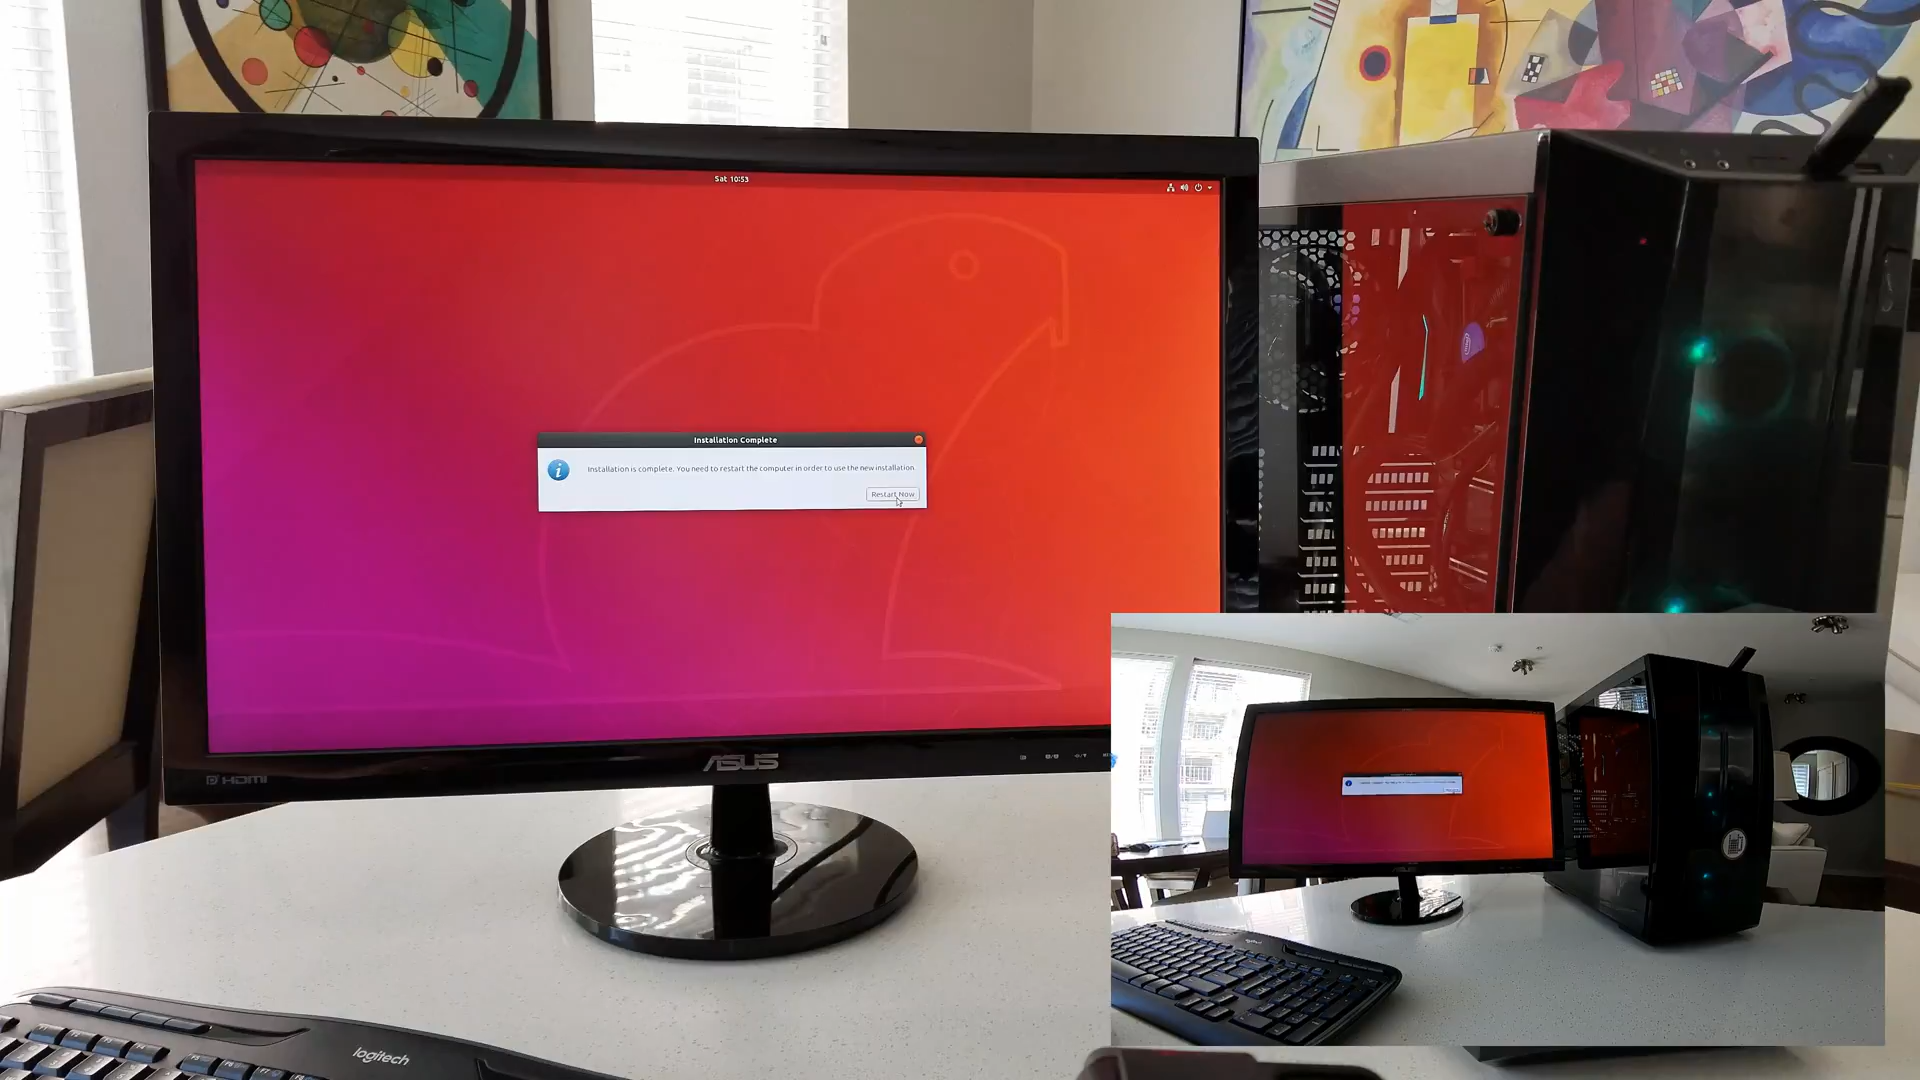 Sat 10:53
Installation Complete
Installation is complete. You need to restart the computer in order to use the new installation.
Restart Now
HDMI
ASUS
logitech